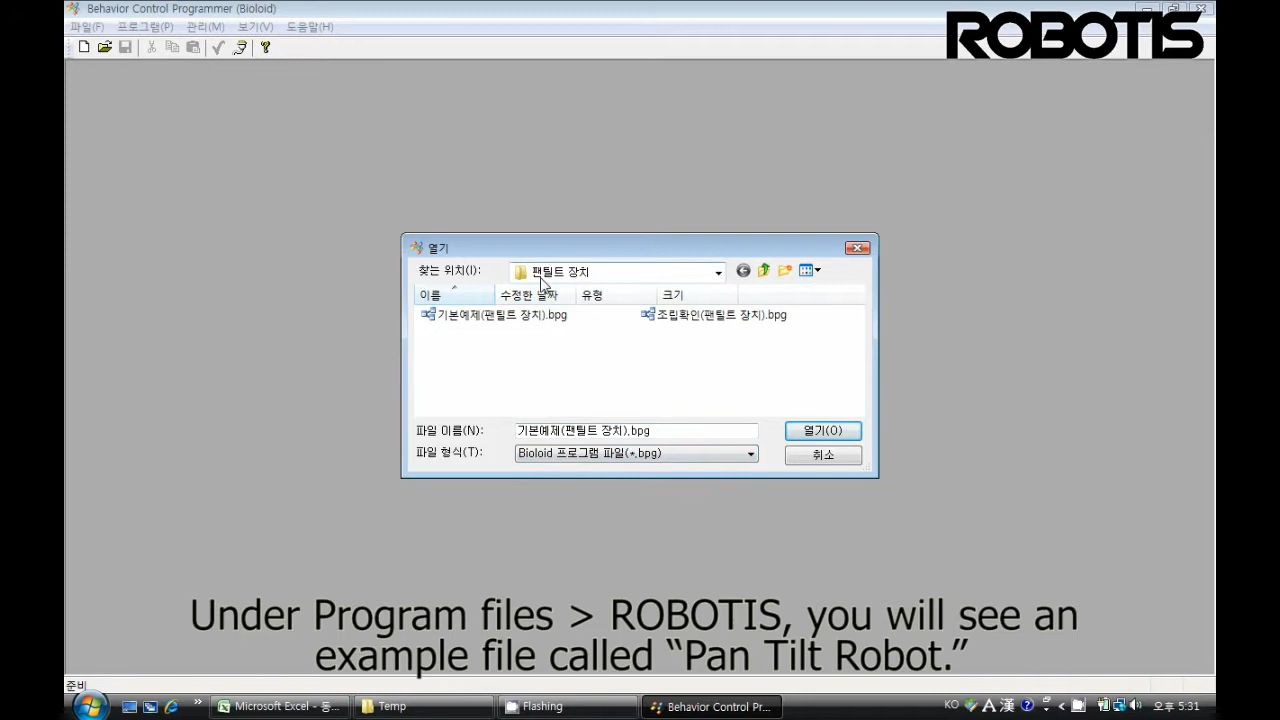 Behavior Control Programmer (Bioloid)
파일(F) 프로그램(P) 관리(M) 보기(V) 도움말(H)
ROBOTIS
열기
찾는 위치(I): 팬틸트 장치
이름 수정한 날짜 유형 크기
기본예제(팬틸트 장치).bpg 조립확인(팬틸트 장치).bpg
파일 이름(N): 기본예제(팬틸트 장치).bpg 열기(O)
파일 형식(T): Bioloid 프로그램 파일(*.bpg) 취소
Under Program files > ROBOTIS, you will see an
example file called “Pan Tilt Robot.”
준비
Microsoft Excel - 동... Temp Flashing Behavior Control Pr... KO A 漢 오후 5:31